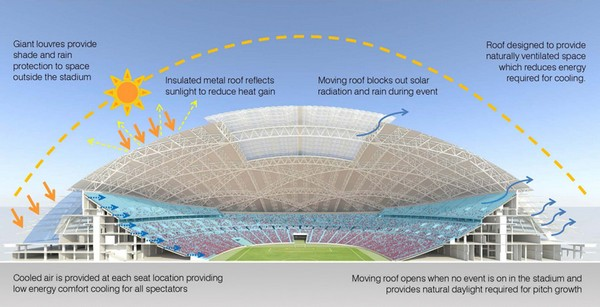 Giant louvres provide
shade and rain
protection to space
outside the stadium
Insulated metal roof reflects
sunlight to reduce heat gain
Moving roof blocks out solar
radiation and rain during event
Roof designed to provide
naturally ventilated space
which reduces energy
required for cooling.
Cooled air is provided at each seat location providing
low energy comfort cooling for all spectators
Moving roof opens when no event is on in the stadium and
provides natural daylight required for pitch growth